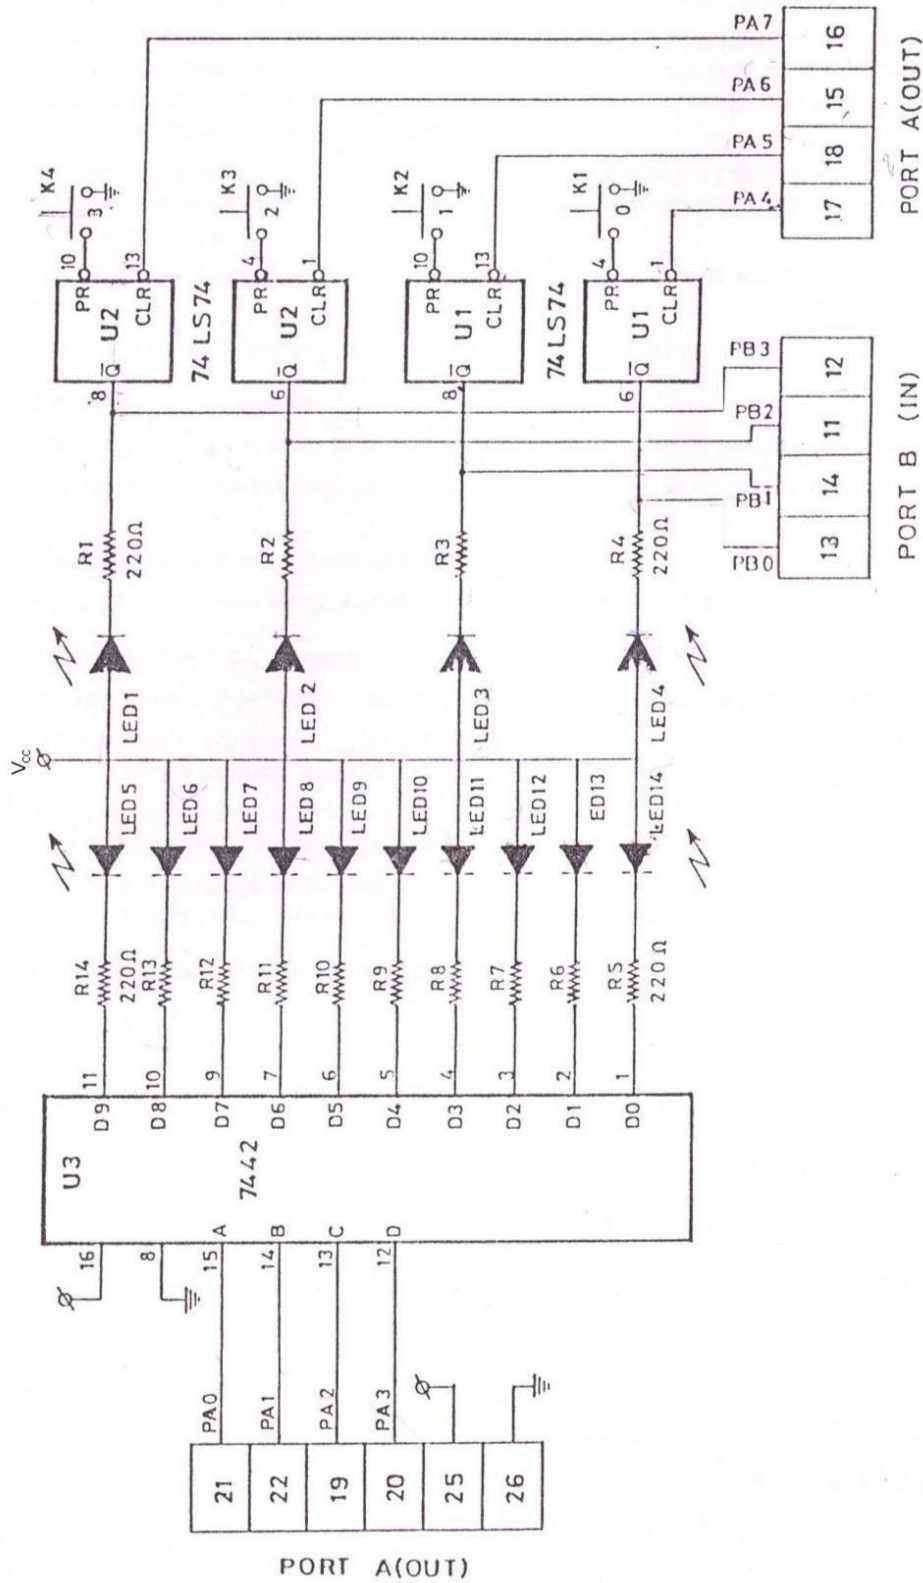 PORT A(OUT)
21
22
19
20
25
26
PA0
PA1
PA2
PA3
16
8
15
14
13
12
A
B
C
D
U3
7442
D9
D8
D7
D6
D5
D4
D3
D2
D1
D0
11
10
9
7
6
5
4
3
2
1
R14
220Ω
R13
R12
R11
R10
R9
R8
R7
R6
R5
220Ω
LED5
LED6
LED7
LED8
LED9
LED10
LED11
LED12
ED13
LED14
Vcc
LED1
LED2
LED3
LED4
R1
220Ω
R2
R3
R4
220Ω
8
Q̅
U2
PR
CLR
10
13
K4
3
74LS74
6
Q̅
U2
PR
CLR
4
1
K3
2
8
Q̅
U1
PR
CLR
10
13
K2
1
74LS74
6
Q̅
U1
PR
CLR
4
1
K1
0
PB0
PB1
PB2
PB3
13
14
11
12
PORT B (IN)
PA4
PA5
PA6
PA7
17
18
15
16
PORT A(OUT)